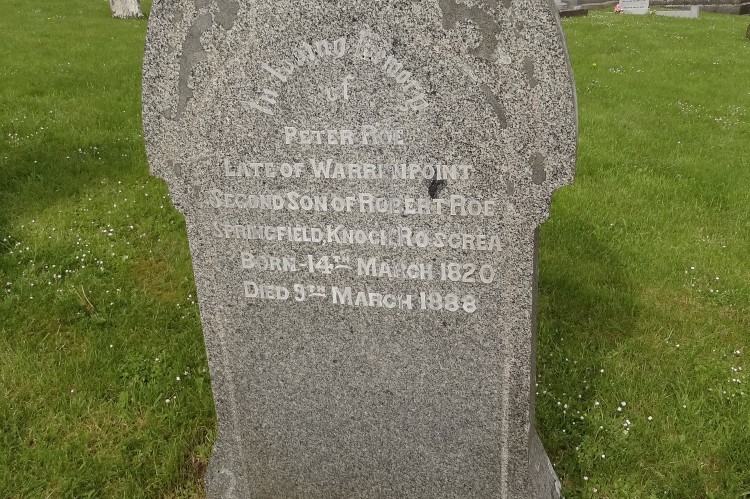 In Loving Memory
of
PETER ROE
LATE OF WARRENPOINT
SECOND SON OF ROBERT ROE
SPRINGFIELD, KNOCK, ROSCREA
BORN 14TH MARCH 1820
DIED 9TH MARCH 1888